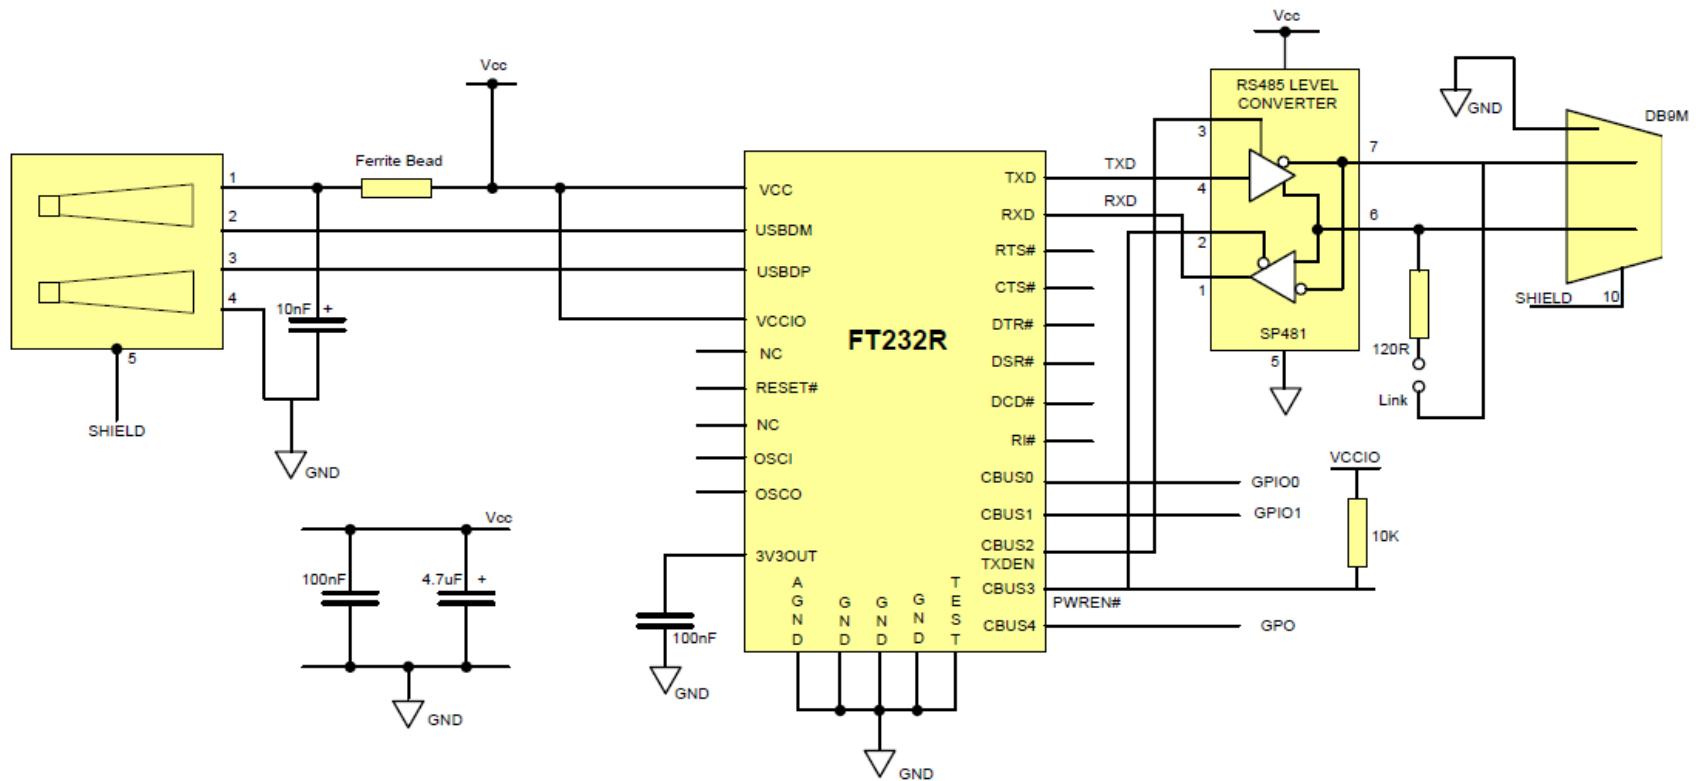 Vcc
Vcc
RS485 LEVEL
CONVERTER
GND
DB9M
Ferrite Bead
1
2
3
4
5
SHIELD
10nF +
GND
VCC
USBDM
USBDP
VCCIO
NC
RESET#
NC
OSCI
OSCO
3V3OUT
FT232R
TXD
RXD
RTS#
CTS#
DTR#
DSR#
DCD#
RI#
CBUS0
CBUS1
CBUS2
TXDEN
CBUS3
CBUS4
AGND
GND
GND
GND
TEST
TXD
RXD
3
4
2
1
7
6
SP481
5
SHIELD
10
120R
Link
VCCIO
10K
GPIO0
GPIO1
PWREN#
GPO
Vcc
100nF
4.7uF +
GND
100nF
GND
GND